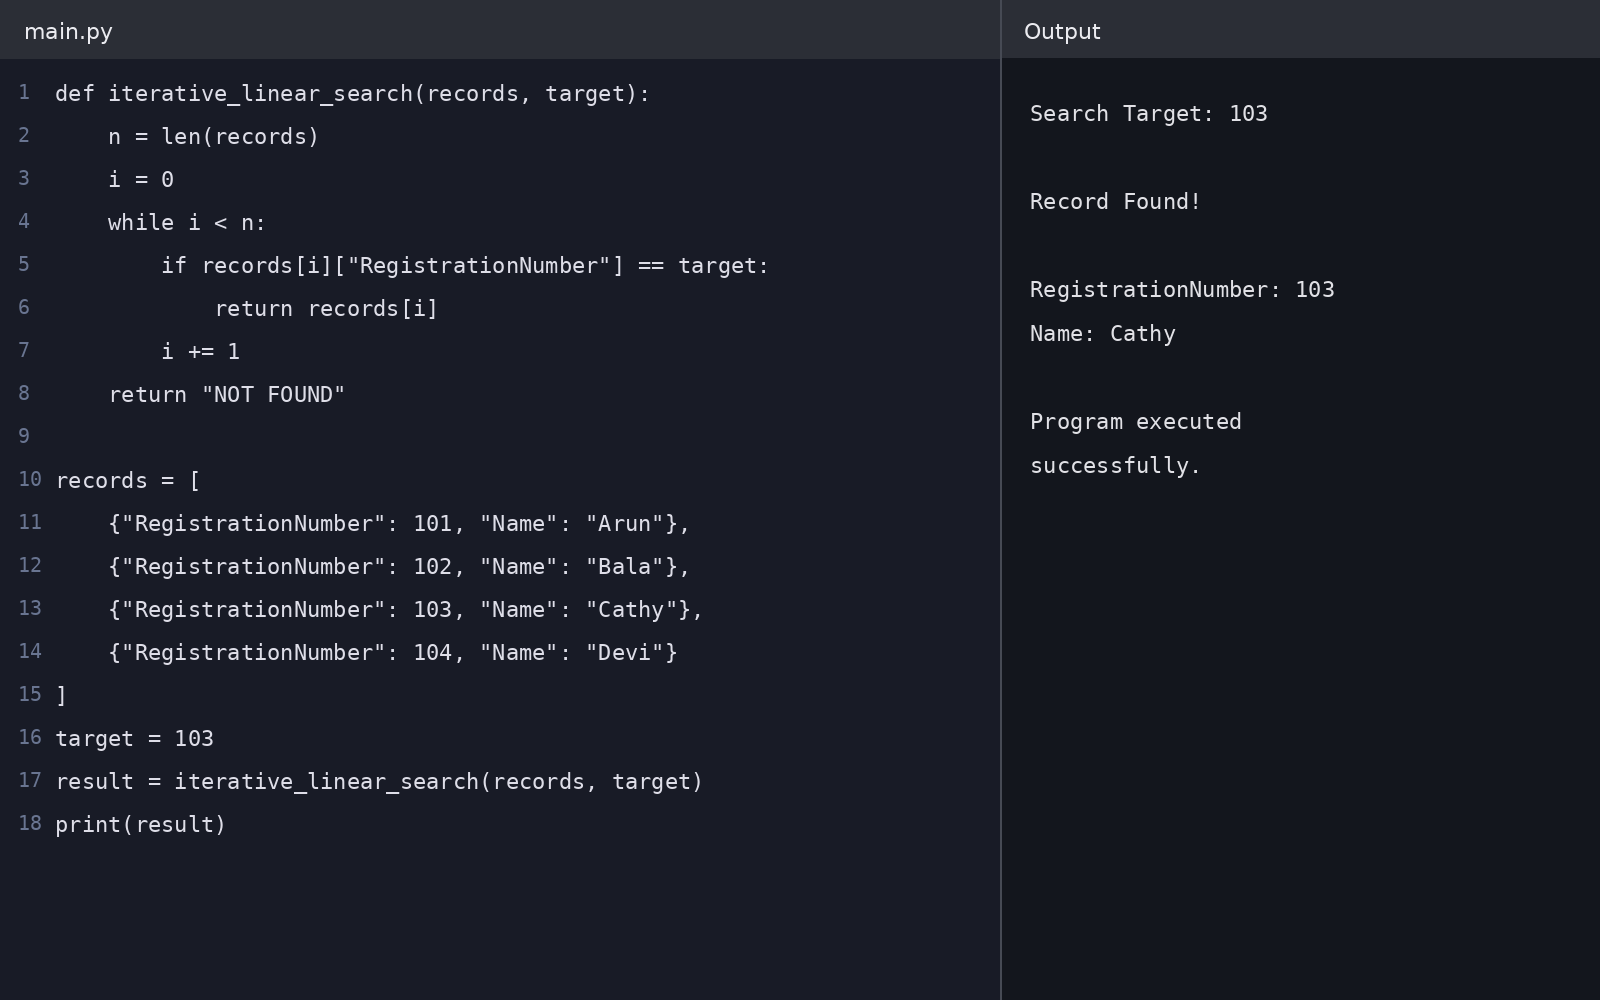 main.py
1 def iterative_linear_search(records, target):
2     n = len(records)
3     i = 0
4     while i < n:
5         if records[i]["RegistrationNumber"] == target:
6             return records[i]
7         i += 1
8     return "NOT FOUND"
9
10 records = [
11     {"RegistrationNumber": 101, "Name": "Arun"},
12     {"RegistrationNumber": 102, "Name": "Bala"},
13     {"RegistrationNumber": 103, "Name": "Cathy"},
14     {"RegistrationNumber": 104, "Name": "Devi"}
15 ]
16 target = 103
17 result = iterative_linear_search(records, target)
18 print(result)
Output
Search Target: 103
Record Found!
RegistrationNumber: 103
Name: Cathy
Program executed
successfully.